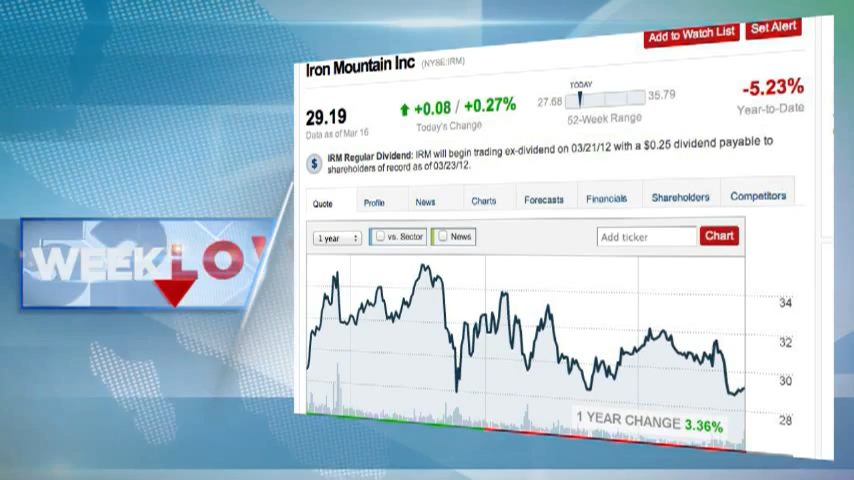 Add to Watch List
Set Alert
Iron Mountain Inc (NYSE:IRM)
29.19
Data as of Mar 16
+0.08 / +0.27%
Today's Change
TODAY
27.68
35.79
52-Week Range
-5.23%
Year-to-Date
$
IRM Regular Dividend: IRM will begin trading ex-dividend on 03/21/12 with a $0.25 dividend payable to
shareholders of record as of 03/23/12.
Quote Profile News Charts Forecasts Financials Shareholders Competitors
1 year
vs. Sector
News
Add ticker
Chart
WEEK LO
34
32
30
28
1 YEAR CHANGE 3.36%